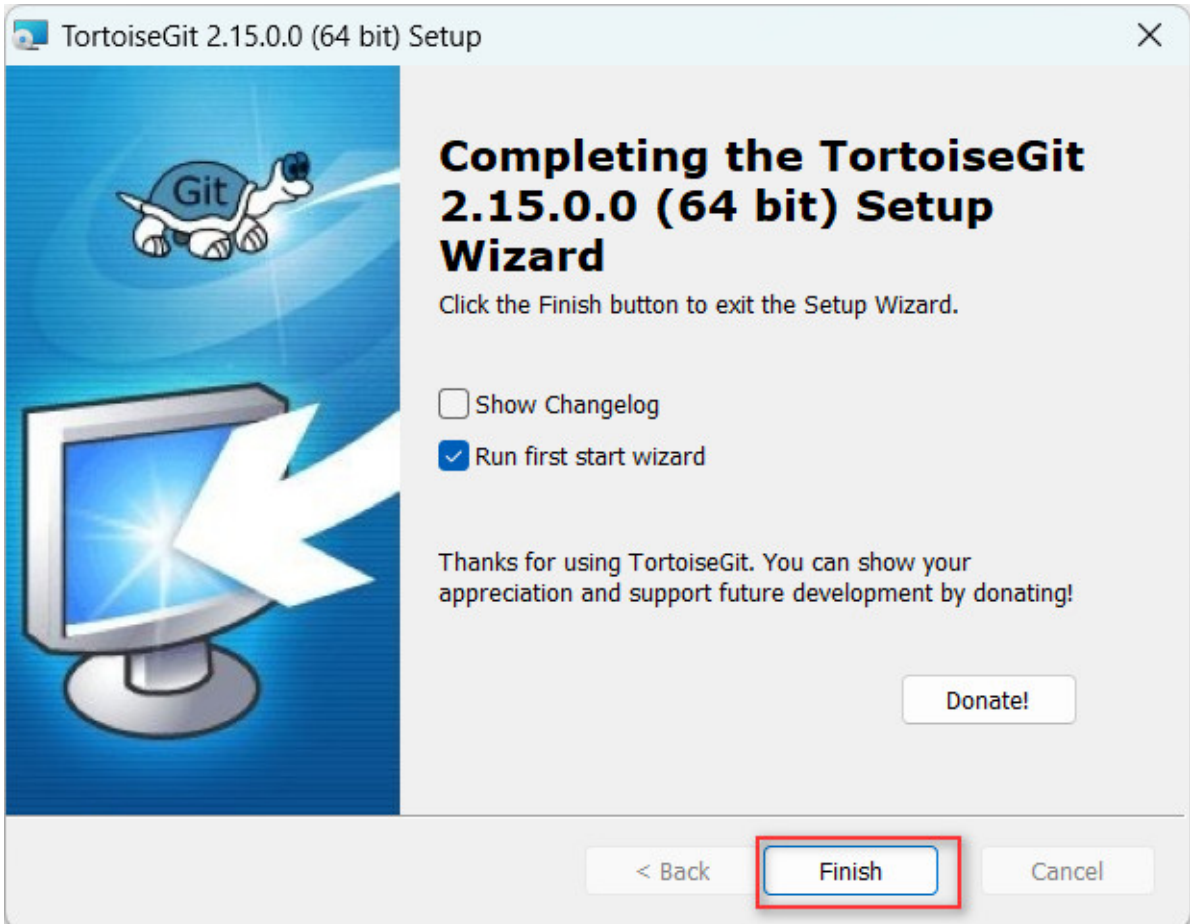 TortoiseGit 2.15.0.0 (64 bit) Setup
Git
Completing the TortoiseGit
2.15.0.0 (64 bit) Setup
Wizard
Click the Finish button to exit the Setup Wizard.
Show Changelog
Run first start wizard
Thanks for using TortoiseGit. You can show your
appreciation and support future development by donating!
Donate!
< Back
Finish
Cancel